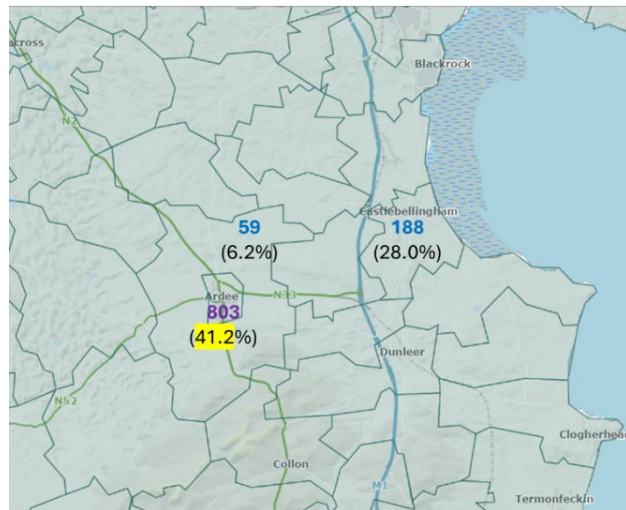 across
Blackrock
N2
Castlebellingham
59
188
(6.2%)
(28.0%)
Ardee
N33
803
(41.2%)
Dunleer
N52
Clogherhead
Collon
M1
Termonfeckin